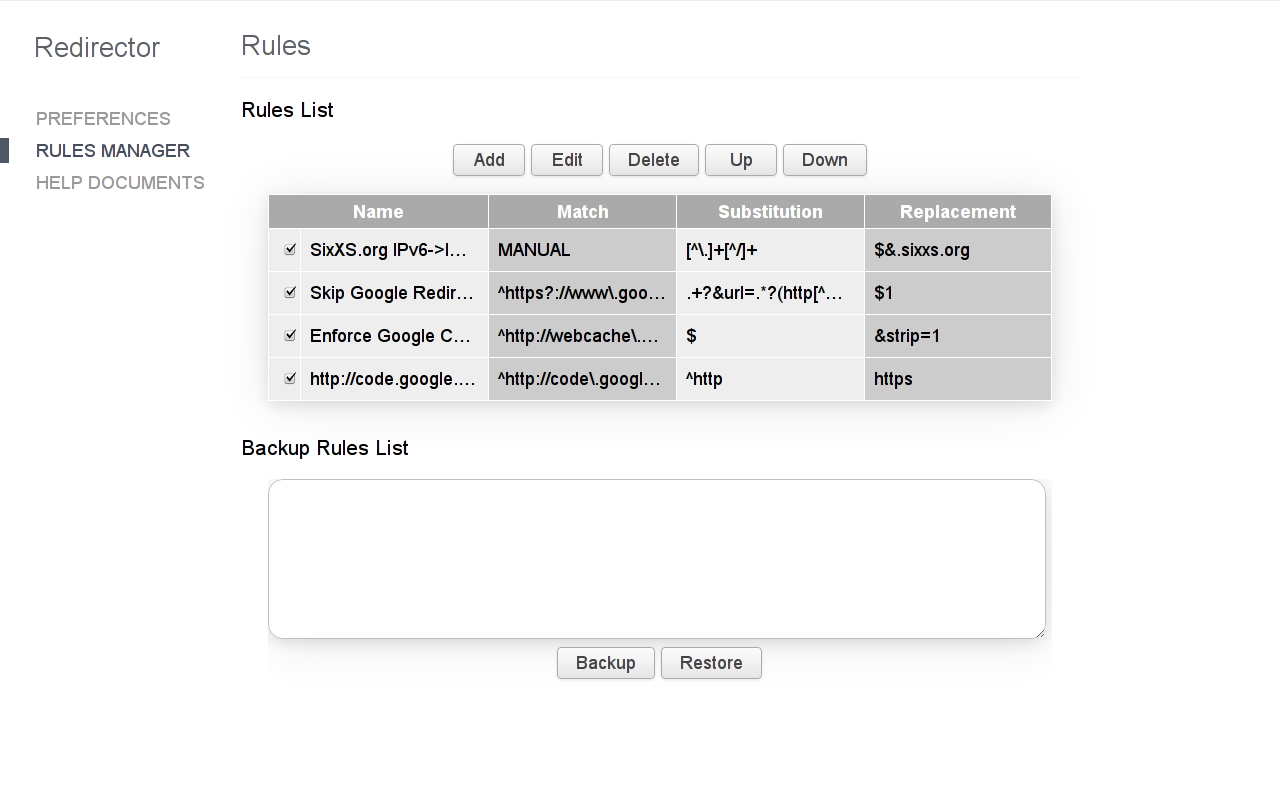 Redirector
PREFERENCES
RULES MANAGER
HELP DOCUMENTS
Rules
Rules List
Add Edit Delete Up Down
Name Match Substitution Replacement
SixXS.org IPv6->I... MANUAL [^\.]+[^/]+ $&.sixxs.org
Skip Google Redir... ^https?://www\.goo... .+?&url=.*?(http[^... $1
Enforce Google C... ^http://webcache\.... $ &strip=1
http://code.google.... ^http://code\.googl... ^http https
Backup Rules List
Backup Restore